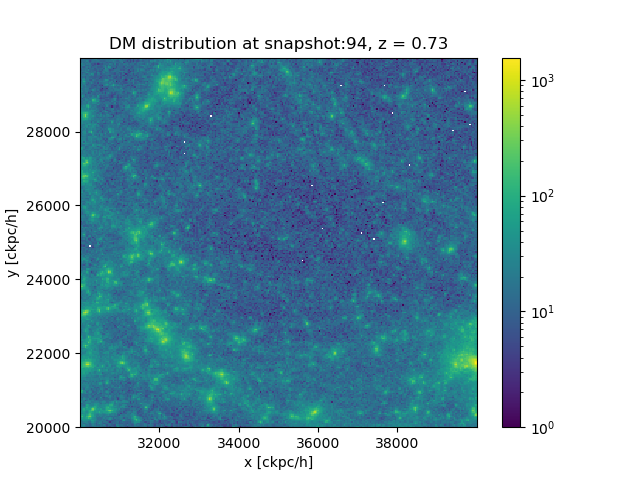 DM distribution at snapshot:94, z = 0.73
28000
26000
24000
22000
20000
y [ckpc/h]
32000 34000 36000 38000
x [ckpc/h]
10³
10²
10¹
10⁰